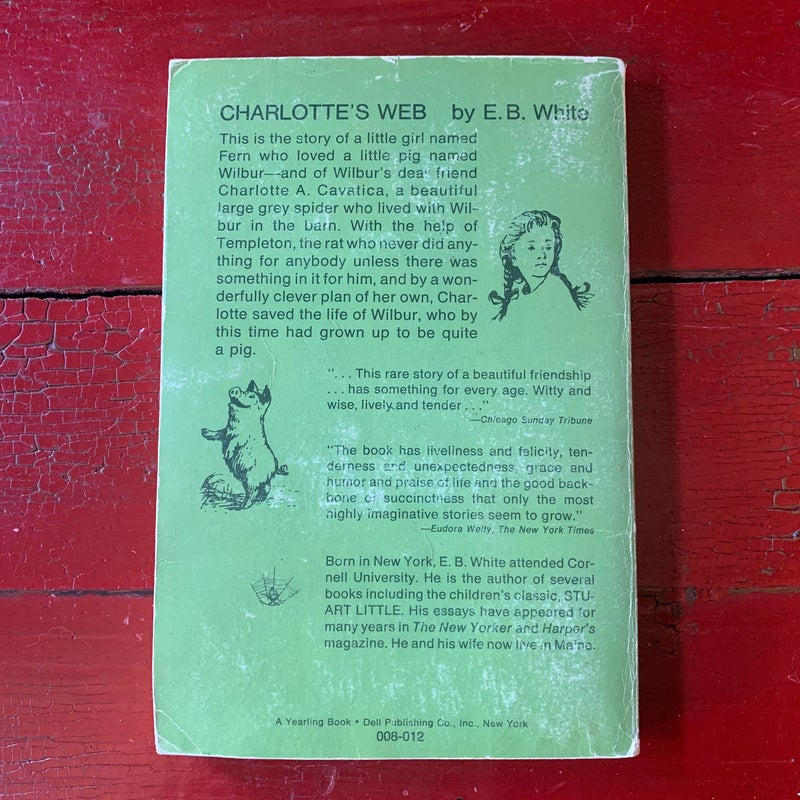 CHARLOTTE'S WEB by E.B. White
This is the story of a little girl named
Fern who loved a little pig named
Wilbur—and of Wilbur's dear friend
Charlotte A. Cavatica, a beautiful
large grey spider who lived with Wil-
bur in the barn. With the help of
Templeton, the rat who never did any-
thing for anybody unless there was
something in it for him, and by a won-
derfully clever plan of her own, Char-
lotte saved the life of Wilbur, who by
this time had grown up to be quite
a pig.
"... This rare story of a beautiful friendship
... has something for every age. Witty and
wise, lively and tender ..."
—Chicago Sunday Tribune
"The book has liveliness and felicity, ten-
derness and unexpectedness, grace and
humor and praise of life and the good back-
bone of succinctness that only the most
highly imaginative stories seem to grow."
—Eudora Welty, The New York Times
Born in New York, E. B. White attended Cor-
nell University. He is the author of several
books including the children's classic, STU-
ART LITTLE. His essays have appeared for
many years in The New Yorker and Harper's
magazine. He and his wife now live in Maine.
A Yearling Book • Dell Publishing Co., Inc., New York
008-012